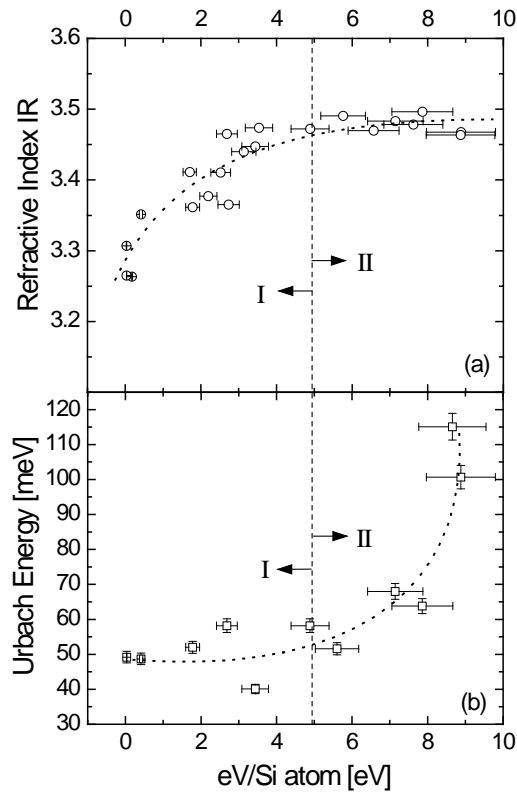 0 2 4 6 8 10
3.6
3.5
3.4
3.3
3.2
Refractive Index IR
II
I
(a)
120
110
100
90
80
70
60
50
40
30
Urbach Energy [meV]
II
I
(b)
0 2 4 6 8 10
eV/Si atom [eV]